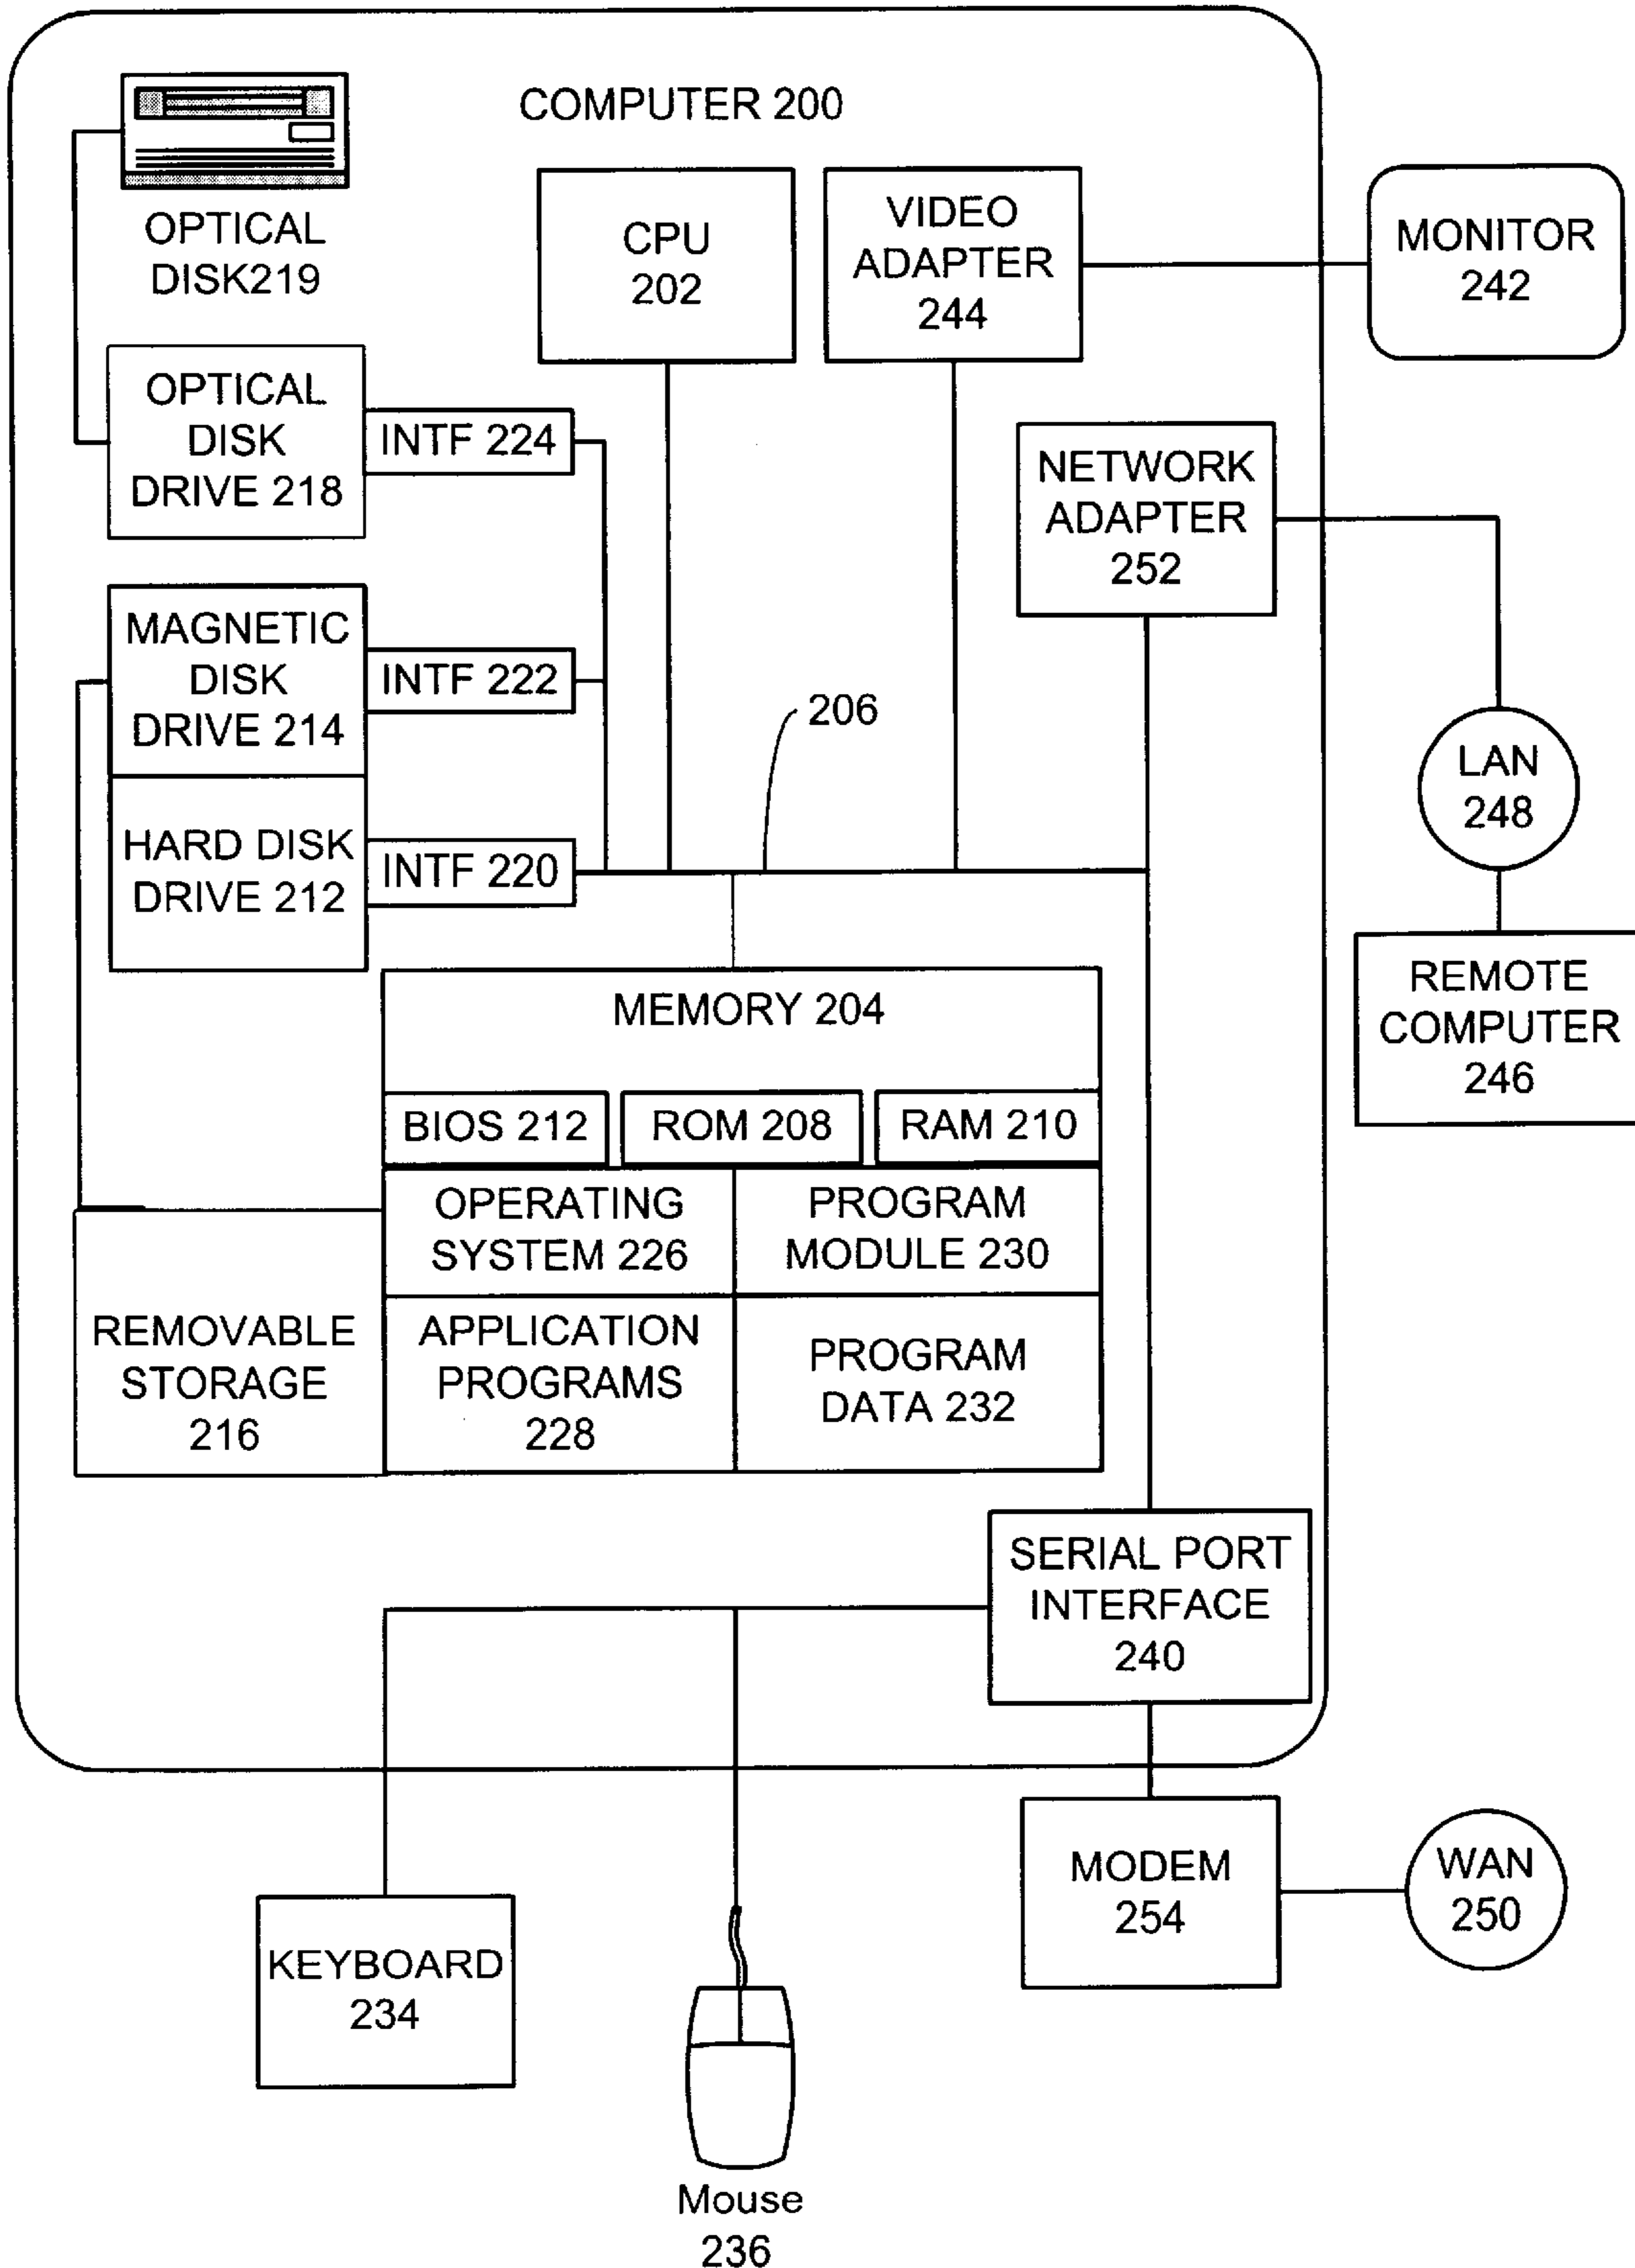 COMPUTER 200
OPTICAL
DISK219
CPU
202
VIDEO
ADAPTER
244
MONITOR
242
OPTICAL
DISK
DRIVE 218
INTF 224
NETWORK
ADAPTER
252
MAGNETIC
DISK
DRIVE 214
INTF 222
206
LAN
248
HARD DISK
DRIVE 212
INTF 220
REMOTE
COMPUTER
246
MEMORY 204
BIOS 212
ROM 208
RAM 210
OPERATING
SYSTEM 226
PROGRAM
MODULE 230
REMOVABLE
STORAGE
216
APPLICATION
PROGRAMS
228
PROGRAM
DATA 232
SERIAL PORT
INTERFACE
240
MODEM
254
WAN
250
KEYBOARD
234
Mouse
236